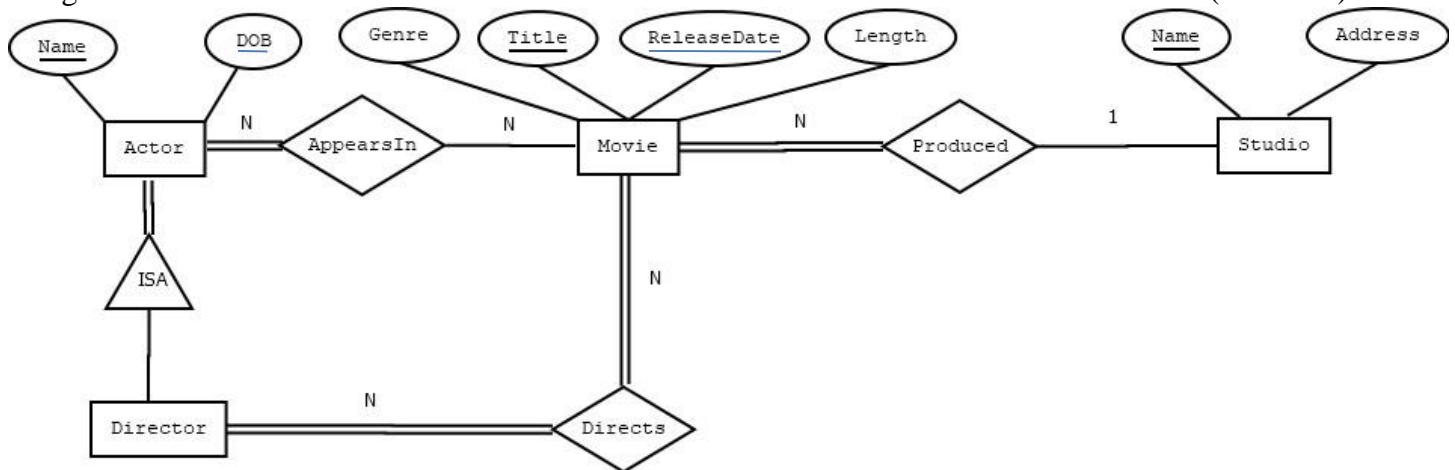 Name
DOB
Genre
Title
ReleaseDate
Length
Name
Address
Actor
N
AppearsIn
N
Movie
N
Produced
1
Studio
ISA
N
Director
N
Directs